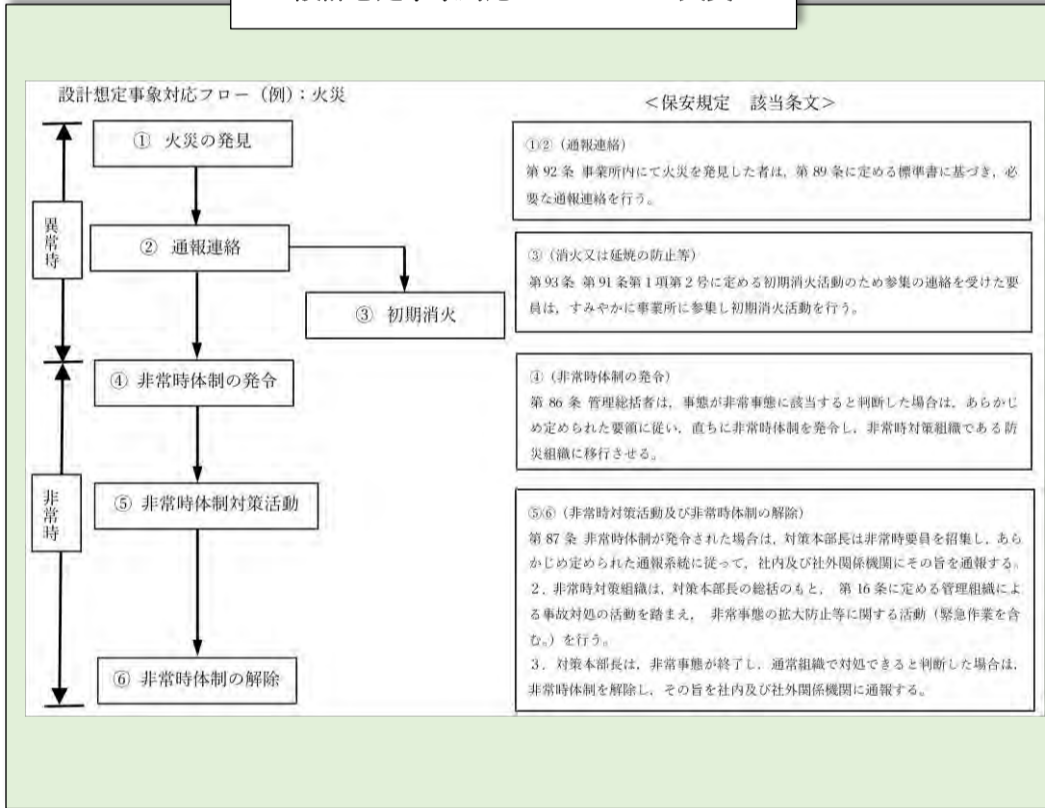 設計想定事象対応フロー（例）：火災
異常時
① 火災の発見
② 通報連絡
③ 初期消火
非常時
④ 非常時体制の発令
⑤ 非常時体制対策活動
⑥ 非常時体制の解除
＜保安規定　該当条文＞
①②（通報連絡）
第 92 条 事業所内にて火災を発見した者は，第 89 条に定める標準書に基づき，必
要な通報連絡を行う。
③（消火又は延焼の防止等）
第 93 条 第 91 条第 1 項第 2 号に定める初期消火活動のため参集の連絡を受けた要
員は，すみやかに事業所に参集し初期消火活動を行う。
④（非常時体制の発令）
第 86 条 管理総括者は，事態が非常事態に該当すると判断した場合は，あらかじ
め定められた要領に従い，直ちに非常時体制を発令し，非常時対策組織である防
災組織に移行させる。
⑤⑥（非常時対策活動及び非常時体制の解除）
第 87 条 非常時体制が発令された場合は，対策本部長は非常時要員を招集し，あら
かじめ定められた通報系統に従って，社内及び社外関係機関にその旨を通報する。
２．非常時対策組織は，対策本部長の総括のもと， 第 16 条に定める管理組織によ
る事故対処の活動を踏まえ， 非常事態の拡大防止等に関する活動（緊急作業を含
む。）を行う。
３．対策本部長は，非常事態が終了し，通常組織で対処できると判断した場合は，
非常時体制を解除し，その旨を社内及び社外関係機関に通報する。